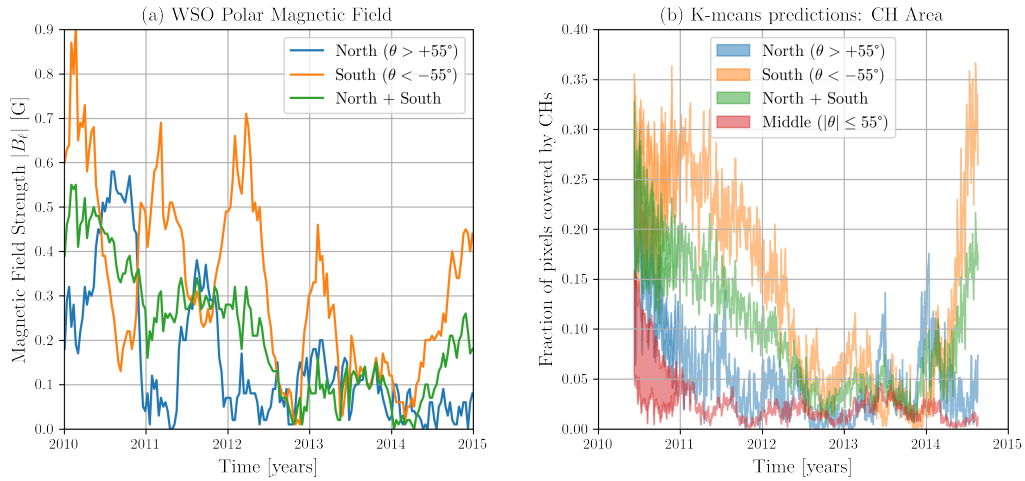 (a) WSO Polar Magnetic Field
Magnetic Field Strength |B_ℓ| [G]
0.9
0.8
0.7
0.6
0.5
0.4
0.3
0.2
0.1
0.0
North (θ > +55°)
South (θ < −55°)
North + South
2010 2011 2012 2013 2014 2015
Time [years]
(b) K-means predictions: CH Area
Fraction of pixels covered by CHs
0.40
0.35
0.30
0.25
0.20
0.15
0.10
0.05
0.00
North (θ > +55°)
South (θ < −55°)
North + South
Middle (|θ| ≤ 55°)
2010 2011 2012 2013 2014 2015
Time [years]